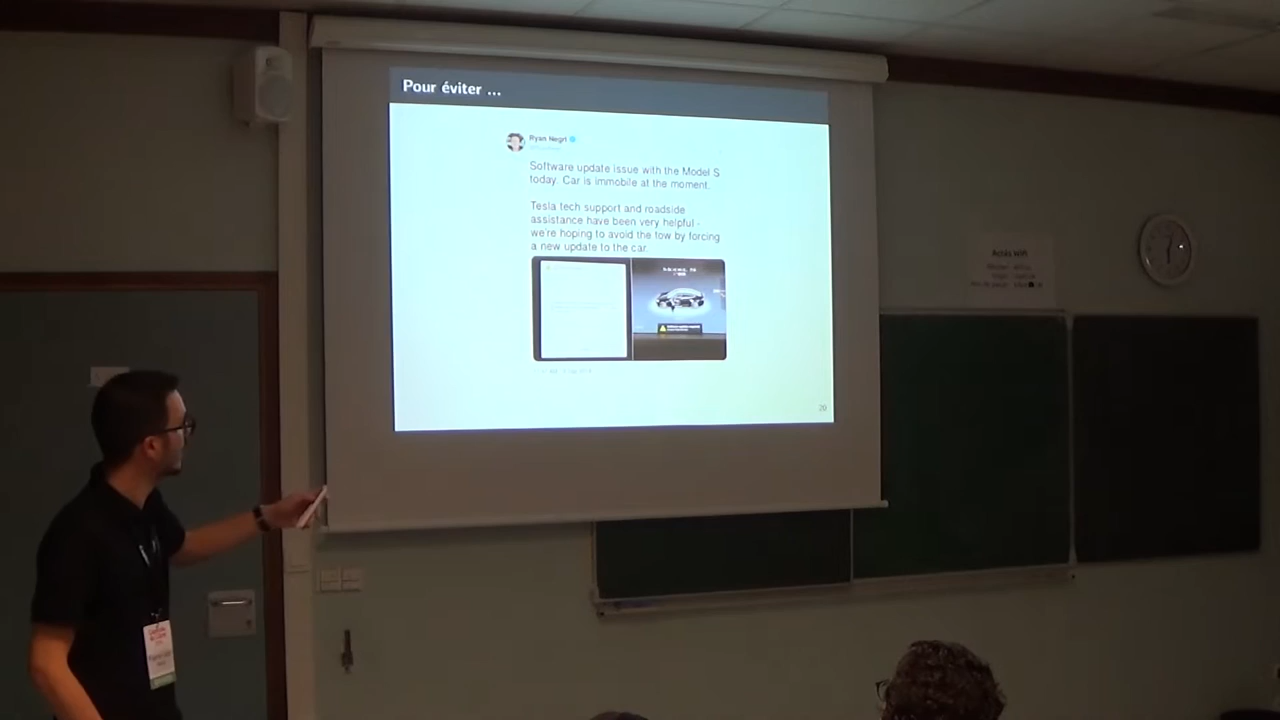 Pour éviter ...
Ryan Negri
Software update issue with the Model S
today. Car is immobile at the moment.
Tesla tech support and roadside
assistance have been very helpful -
we're hoping to avoid the tow by forcing
a new update to the car.
20
Accès Wifi